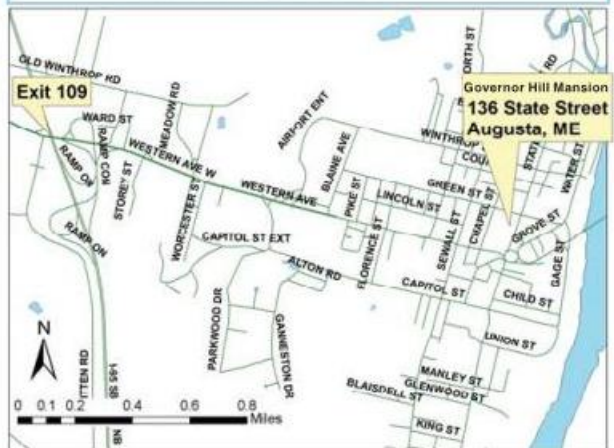 OLD WINTHROP RD
Exit 109
WARD ST
MEADOW RD
RAMP ON
RAMP CON
STOREY ST
WESTERN AVE W
WORCESTER ST
AIRPORT ENT
WESTERN AVE
BLAINE AVE
PIKE ST
Governor Hill Mansion
136 State Street
Augusta, ME
ORTH ST
WINTHROP
COU
STAT
RD
WATER ST
GREEN ST
LINCOLN ST
SEWALL ST
CHAPEL ST
GROVE ST
GAGE ST
FLORENCE ST
CAPITOL ST EXT
ALTON RD
CAPITOL ST
CHILD ST
UNION ST
RAMP ON
PARKWOOD DR
GANNESTON DR
MANLEY ST
GLENWOOD ST
BLAISDELL ST
KING ST
N
ITTEN RD
I-95 SB
NB
0 0.1 0.2 0.4 0.6 0.8
Miles